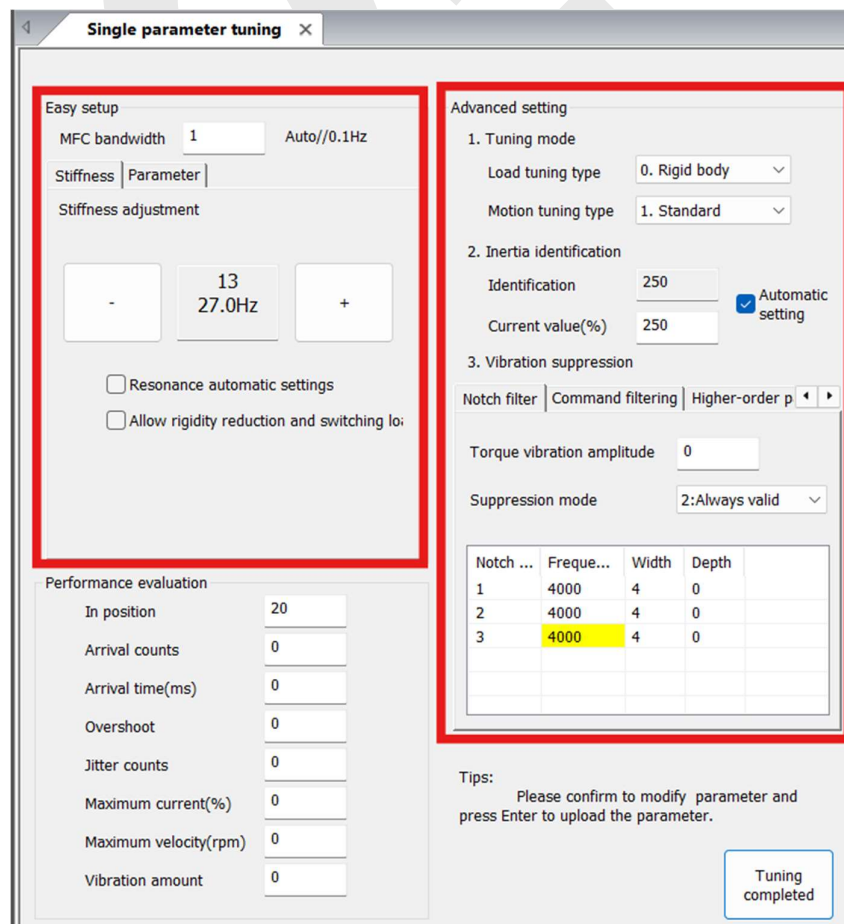 Single parameter tuning ×
Easy setup
MFC bandwidth 1 Auto//0.1Hz
Stiffness Parameter
Stiffness adjustment
- 13 +
27.0Hz
Resonance automatic settings
Allow rigidity reduction and switching loa
Performance evaluation
In position 20
Arrival counts 0
Arrival time(ms) 0
Overshoot 0
Jitter counts 0
Maximum current(%) 0
Maximum velocity(rpm) 0
Vibration amount 0
Advanced setting
1. Tuning mode
Load tuning type 0. Rigid body
Motion tuning type 1. Standard
2. Inertia identification
Identification 250
Current value(%) 250
Automatic
setting
3. Vibration suppression
Notch filter Command filtering Higher-order p
Torque vibration amplitude 0
Suppression mode 2:Always valid
Notch ... Freque... Width Depth
1 4000 4 0
2 4000 4 0
3 4000 4 0
Tips:
Please confirm to modify parameter and
press Enter to upload the parameter.
Tuning
completed